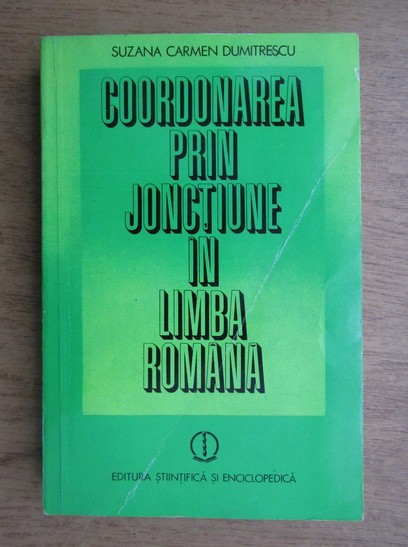 SUZANA CARMEN DUMITRESCU
COORDONAREA
PRIN
JONCȚIUNE
ÎN
LIMBA
ROMÂNĂ
EDITURA ȘTIINȚIFICĂ ȘI ENCICLOPEDICĂ